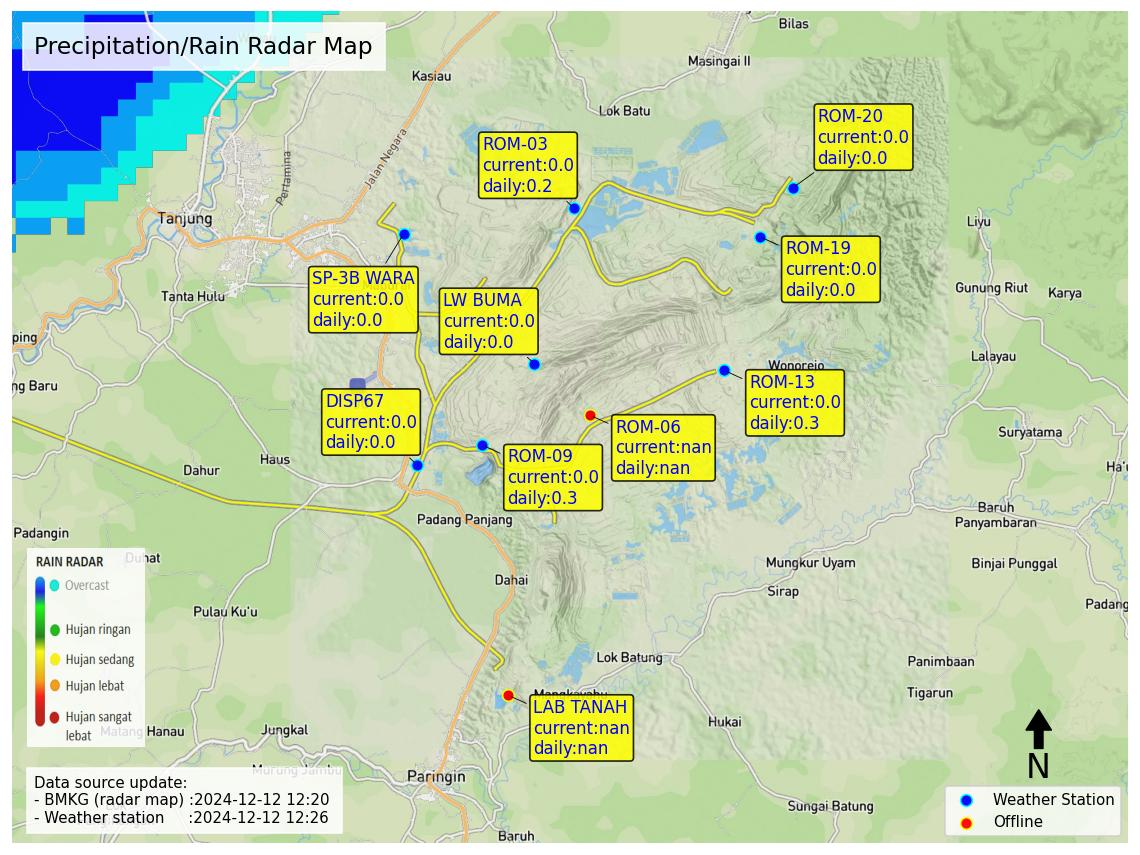 Precipitation/Rain Radar Map
Bilas
Masingai II
Kasiau
Lok Batu
ROM-20
current:0.0
daily:0.0
ROM-03
current:0.0
daily:0.2
Jalan Negara
Pertamina
Tanjung
Liyu
ROM-19
current:0.0
daily:0.0
SP-3B WARA
current:0.0
daily:0.0
LW BUMA
current:0.0
daily:0.0
Tanta Hulu
Gunung Riut
Karya
ping
Lalayau
Wonorejo
ng Baru
ROM-13
current:0.0
daily:0.3
DISP67
current:0.0
daily:0.0
ROM-06
current:nan
daily:nan
Suryatama
ROM-09
current:0.0
daily:0.3
Haus
Dahur
Ha'u
Baruh
Panyambaran
Padang Panjang
Padangin
Duhat
Mungkur Uyam
Binjai Punggal
Dahai
Sirap
Padang
Pulau Ku'u
RAIN RADAR
Overcast
Hujan ringan
Hujan sedang
Hujan lebat
Hujan sangat
lebat
Lok Batung
Panimbaan
Tigarun
Mangkayahu
LAB TANAH
current:nan
daily:nan
Hukai
Matang Hanau
Jungkal
Murung Jambu
Paringin
N
Data source update:
- BMKG (radar map) :2024-12-12 12:20
- Weather station :2024-12-12 12:26
Sungai Batung
Baruh
Weather Station
Offline